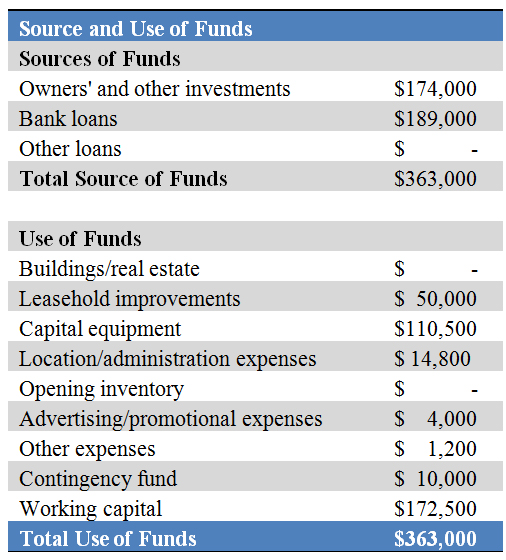 Source and Use of Funds
Sources of Funds
Owners' and other investments $174,000
Bank loans $189,000
Other loans $ -
Total Source of Funds $363,000
Use of Funds
Buildings/real estate $ -
Leasehold improvements $ 50,000
Capital equipment $110,500
Location/administration expenses $ 14,800
Opening inventory $ -
Advertising/promotional expenses $ 4,000
Other expenses $ 1,200
Contingency fund $ 10,000
Working capital $172,500
Total Use of Funds $363,000